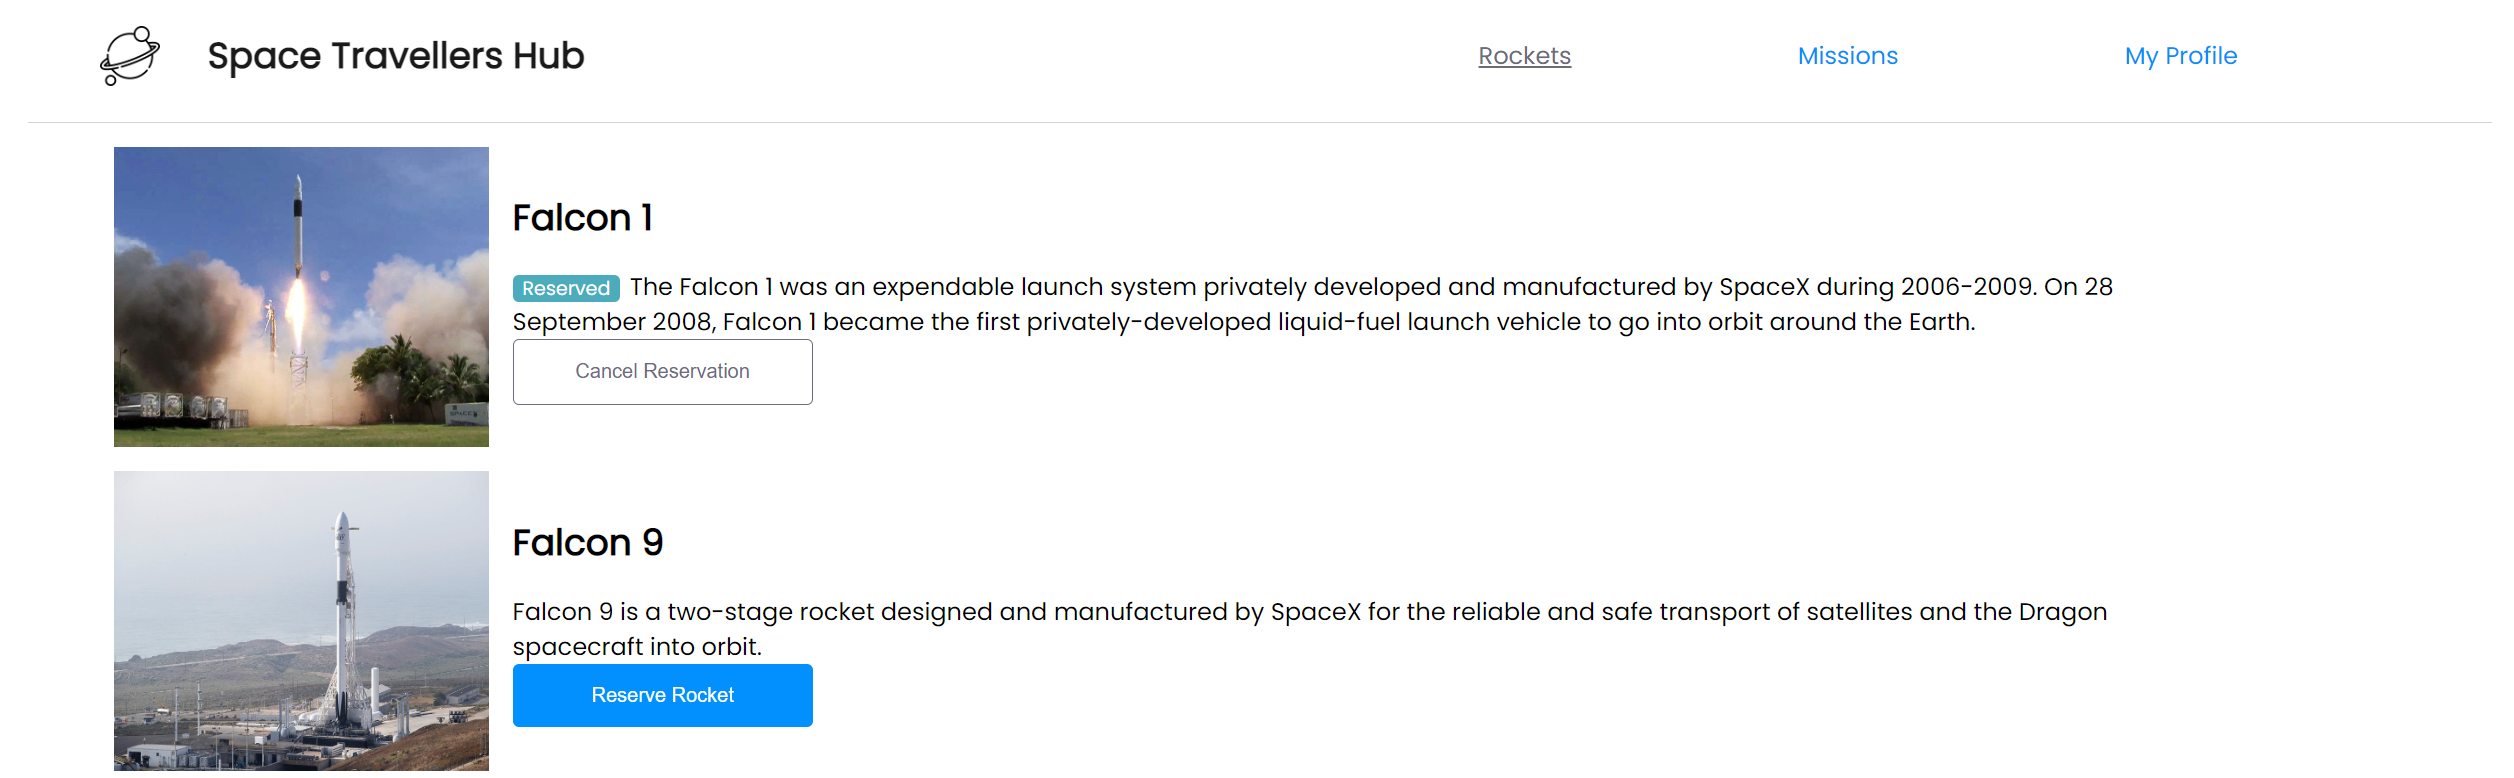 Space Travellers Hub
Rockets
Missions
My Profile
Falcon 1
Reserved The Falcon 1 was an expendable launch system privately developed and manufactured by SpaceX during 2006-2009. On 28
September 2008, Falcon 1 became the first privately-developed liquid-fuel launch vehicle to go into orbit around the Earth.
Cancel Reservation
Falcon 9
Falcon 9 is a two-stage rocket designed and manufactured by SpaceX for the reliable and safe transport of satellites and the Dragon
spacecraft into orbit.
Reserve Rocket